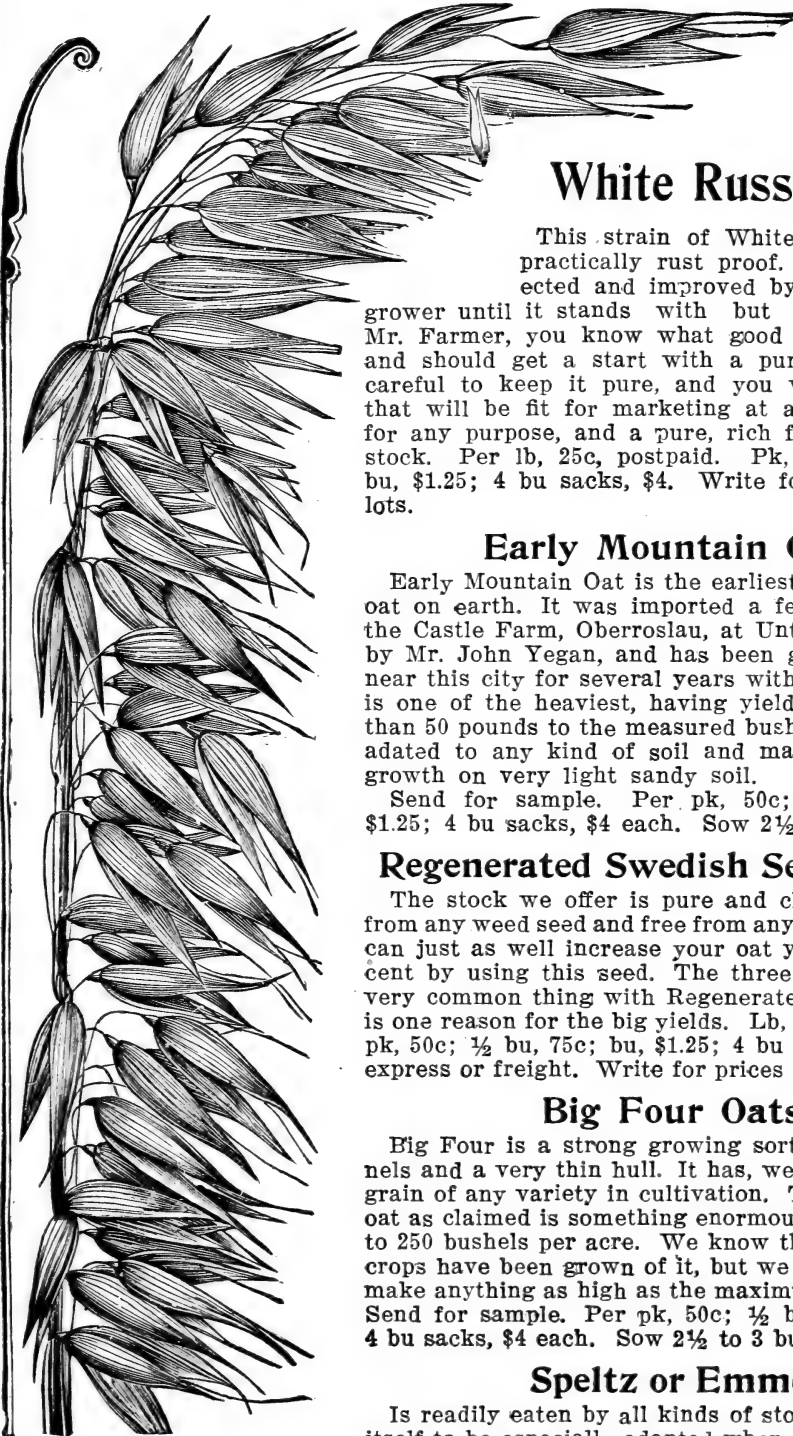 White Russ
This strain of White
practically rust proof.
ected and improved by
grower until it stands with but
Mr. Farmer, you know what good
and should get a start with a pur
careful to keep it pure, and you
that will be fit for marketing at a
for any purpose, and a pure, rich f
stock. Per lb, 25c, postpaid. Pk,
bu, $1.25; 4 bu sacks, $4. Write fo
lots.
Early Mountain
Early Mountain Oat is the earliest
oat on earth. It was imported a fe
the Castle Farm, Oberroslau, at Unt
by Mr. John Yegan, and has been g
near this city for several years with
is one of the heaviest, having yield
than 50 pounds to the measured bush
adated to any kind of soil and ma
growth on very light sandy soil.
Send for sample. Per pk, 50c;
$1.25; 4 bu sacks, $4 each. Sow 2½
Regenerated Swedish Se
The stock we offer is pure and c
from any weed seed and free from any
can just as well increase your oat y
cent by using this seed. The three
very common thing with Regenerate
is one reason for the big yields. Lb,
pk, 50c; ½ bu, 75c; bu, $1.25; 4 bu
express or freight. Write for prices
Big Four Oats
Big Four is a strong growing sort
nels and a very thin hull. It has, we
grain of any variety in cultivation.
oat as claimed is something enormou
to 250 bushels per acre. We know th
crops have been grown of it, but we
make anything as high as the maxim
Send for sample. Per pk, 50c; ½ b
4 bu sacks, $4 each. Sow 2½ to 3 bu
Speltz or Emm
Is readily eaten by all kinds of sto
itself to be especially adapted when